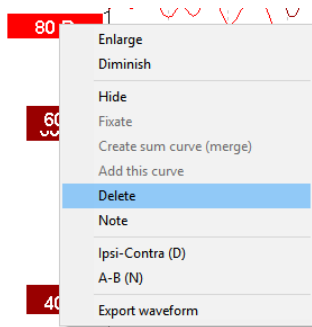 80 R
Enlarge
Diminish
Hide
60
Fixate
Create sum curve (merge)
Add this curve
Delete
Note
Ipsi-Contra (D)
A-B (N)
40
Export waveform